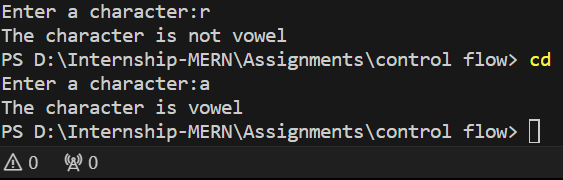 Enter a character:r
The character is not vowel
PS D:\Internship-MERN\Assignments\control flow> cd
Enter a character:a
The character is vowel
PS D:\Internship-MERN\Assignments\control flow>
0 0